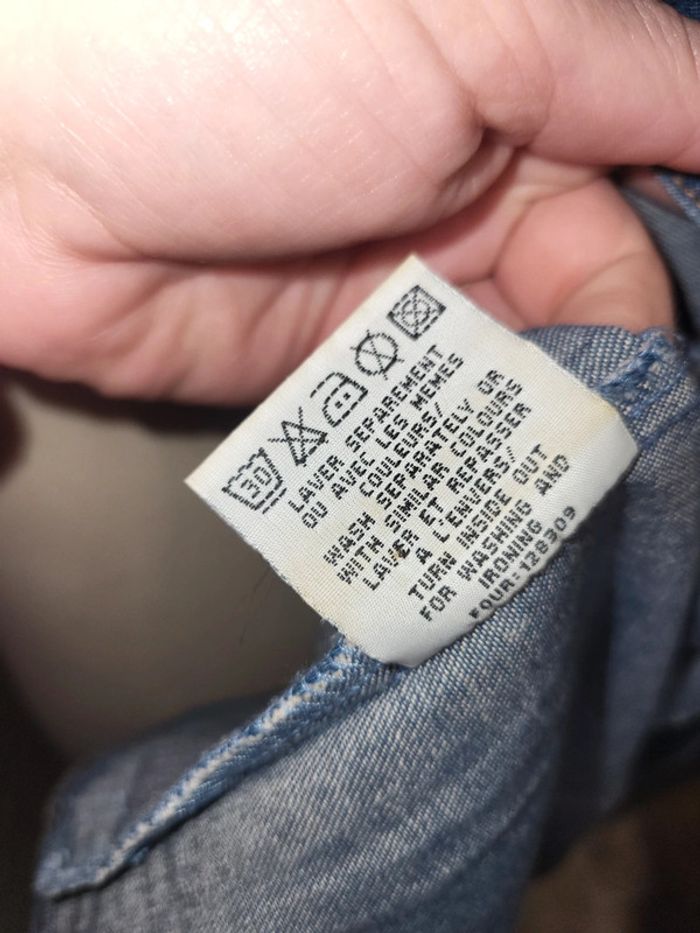 30
LAVER SEPAREMENT
OU AVEC LES MEMES
COULEURS/
WASH SEPARATELY OR
WITH SIMILAR COLOURS
LAVER ET REPASSER
A L'ENVERS/
TURN INSIDE OUT
FOR WASHING AND
IRONING
FOUR-128309